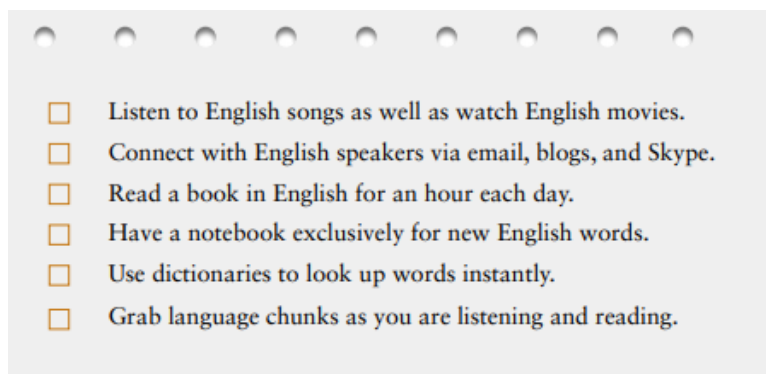 Listen to English songs as well as watch English movies.
Connect with English speakers via email, blogs, and Skype.
Read a book in English for an hour each day.
Have a notebook exclusively for new English words.
Use dictionaries to look up words instantly.
Grab language chunks as you are listening and reading.